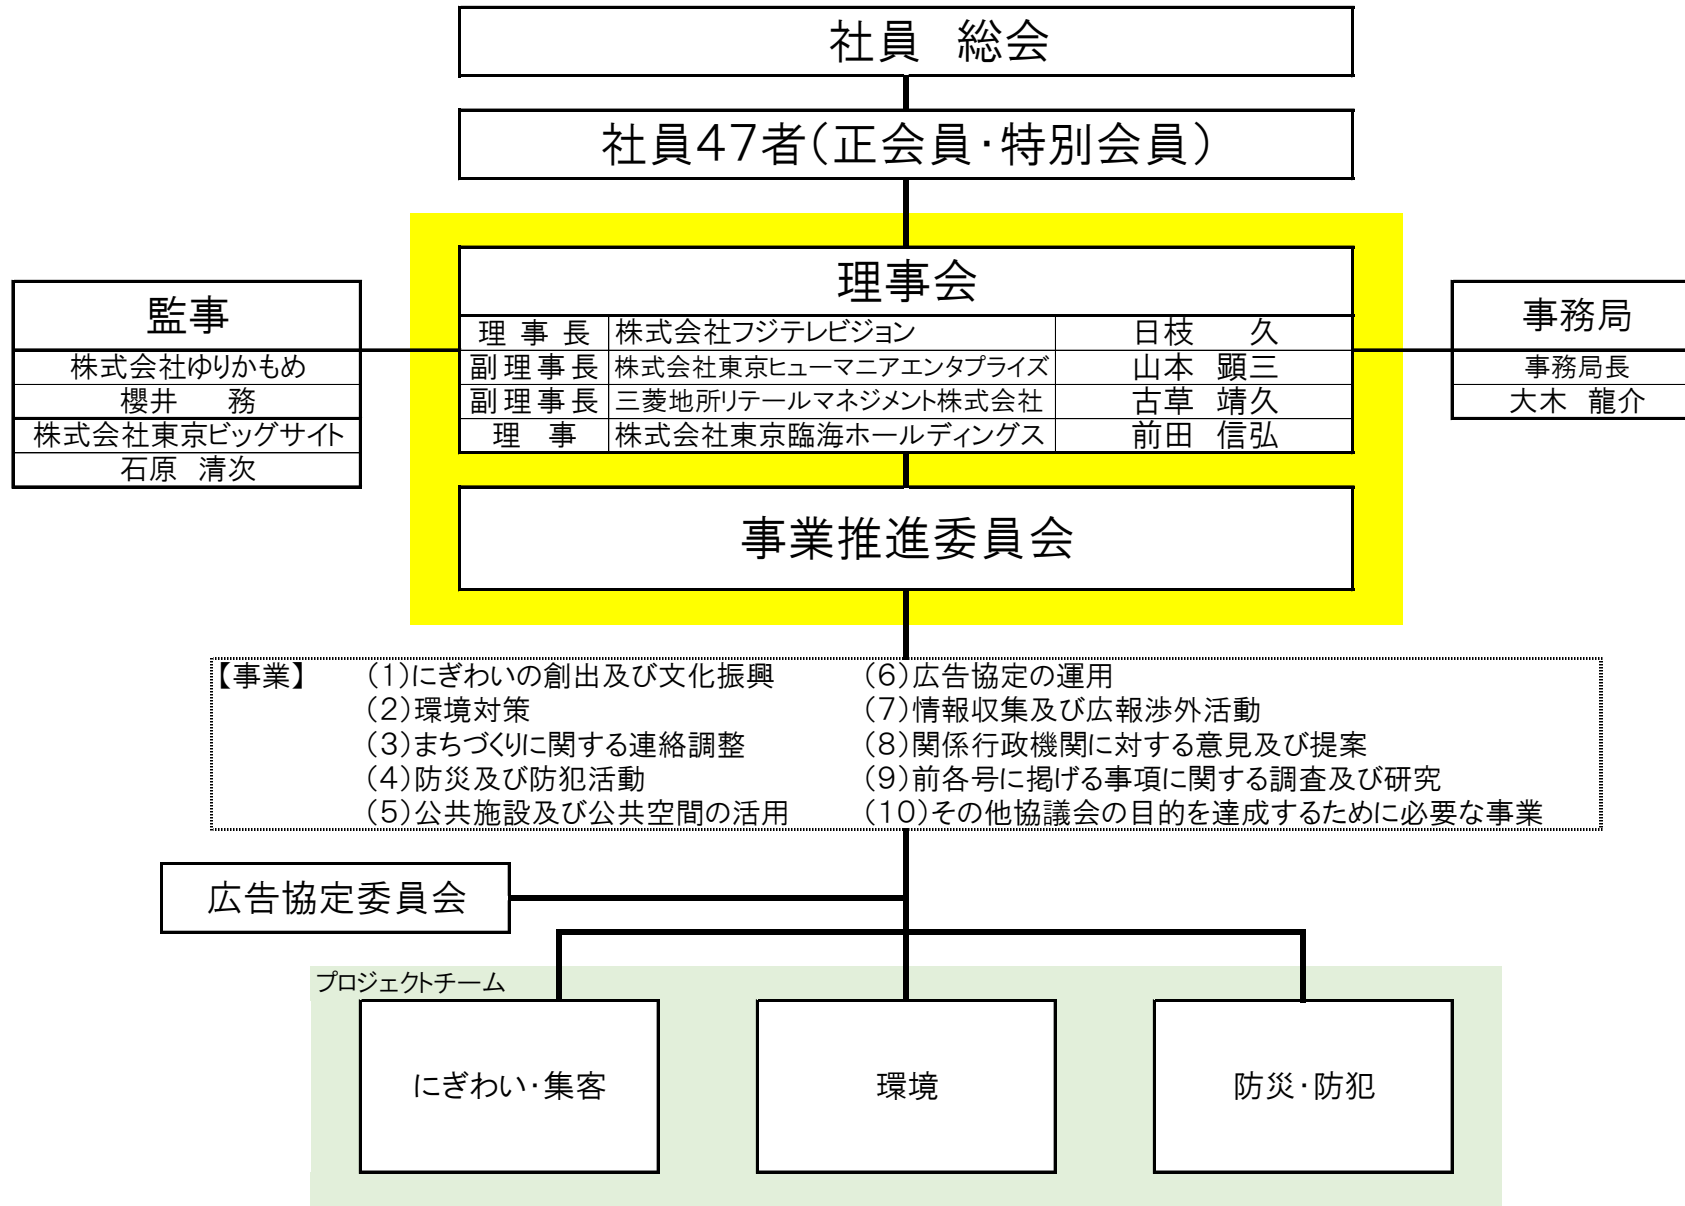 社員　総会
社員47者（正会員・特別会員）
理事会
理 事 長 株式会社フジテレビジョン 日枝　　久
副理事長 株式会社東京ヒューマニアエンタプライズ 山本　顕三
副理事長 三菱地所リテールマネジメント株式会社 古草　靖久
理　事 株式会社東京臨海ホールディングス 前田　信弘
監事
株式会社ゆりかもめ
櫻井　　務
株式会社東京ビッグサイト
石原　清次
事務局
事務局長
大木　龍介
事業推進委員会
【事業】 （1）にぎわいの創出及び文化振興
（2）環境対策
（3）まちづくりに関する連絡調整
（4）防災及び防犯活動
（5）公共施設及び公共空間の活用
（6）広告協定の運用
（7）情報収集及び広報渉外活動
（8）関係行政機関に対する意見及び提案
（9）前各号に掲げる事項に関する調査及び研究
（10）その他協議会の目的を達成するために必要な事業
広告協定委員会
プロジェクトチーム
にぎわい・集客
環境
防災・防犯